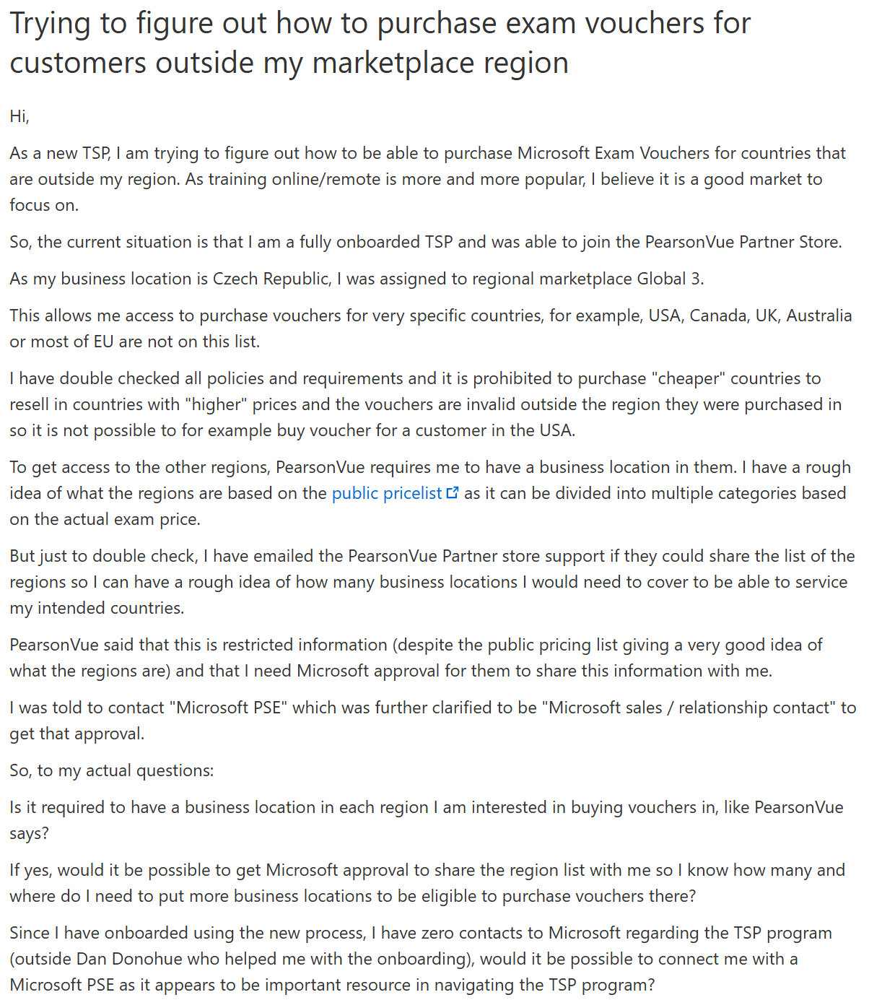 Trying to figure out how to purchase exam vouchers for
customers outside my marketplace region
Hi,
As a new TSP, I am trying to figure out how to be able to purchase Microsoft Exam Vouchers for countries that
are outside my region. As training online/remote is more and more popular, I believe it is a good market to
focus on.
So, the current situation is that I am a fully onboarded TSP and was able to join the PearsonVue Partner Store.
As my business location is Czech Republic, I was assigned to regional marketplace Global 3.
This allows me access to purchase vouchers for very specific countries, for example, USA, Canada, UK, Australia
or most of EU are not on this list.
I have double checked all policies and requirements and it is prohibited to purchase "cheaper" countries to
resell in countries with "higher" prices and the vouchers are invalid outside the region they were purchased in
so it is not possible to for example buy voucher for a customer in the USA.
To get access to the other regions, PearsonVue requires me to have a business location in them. I have a rough
idea of what the regions are based on the public pricelist as it can be divided into multiple categories based
on the actual exam price.
But just to double check, I have emailed the PearsonVue Partner store support if they could share the list of the
regions so I can have a rough idea of how many business locations I would need to cover to be able to service
my intended countries.
PearsonVue said that this is restricted information (despite the public pricing list giving a very good idea of
what the regions are) and that I need Microsoft approval for them to share this information with me.
I was told to contact "Microsoft PSE" which was further clarified to be "Microsoft sales / relationship contact" to
get that approval.
So, to my actual questions:
Is it required to have a business location in each region I am interested in buying vouchers in, like PearsonVue
says?
If yes, would it be possible to get Microsoft approval to share the region list with me so I know how many and
where do I need to put more business locations to be eligible to purchase vouchers there?
Since I have onboarded using the new process, I have zero contacts to Microsoft regarding the TSP program
(outside Dan Donohue who helped me with the onboarding), would it be possible to connect me with a
Microsoft PSE as it appears to be important resource in navigating the TSP program?